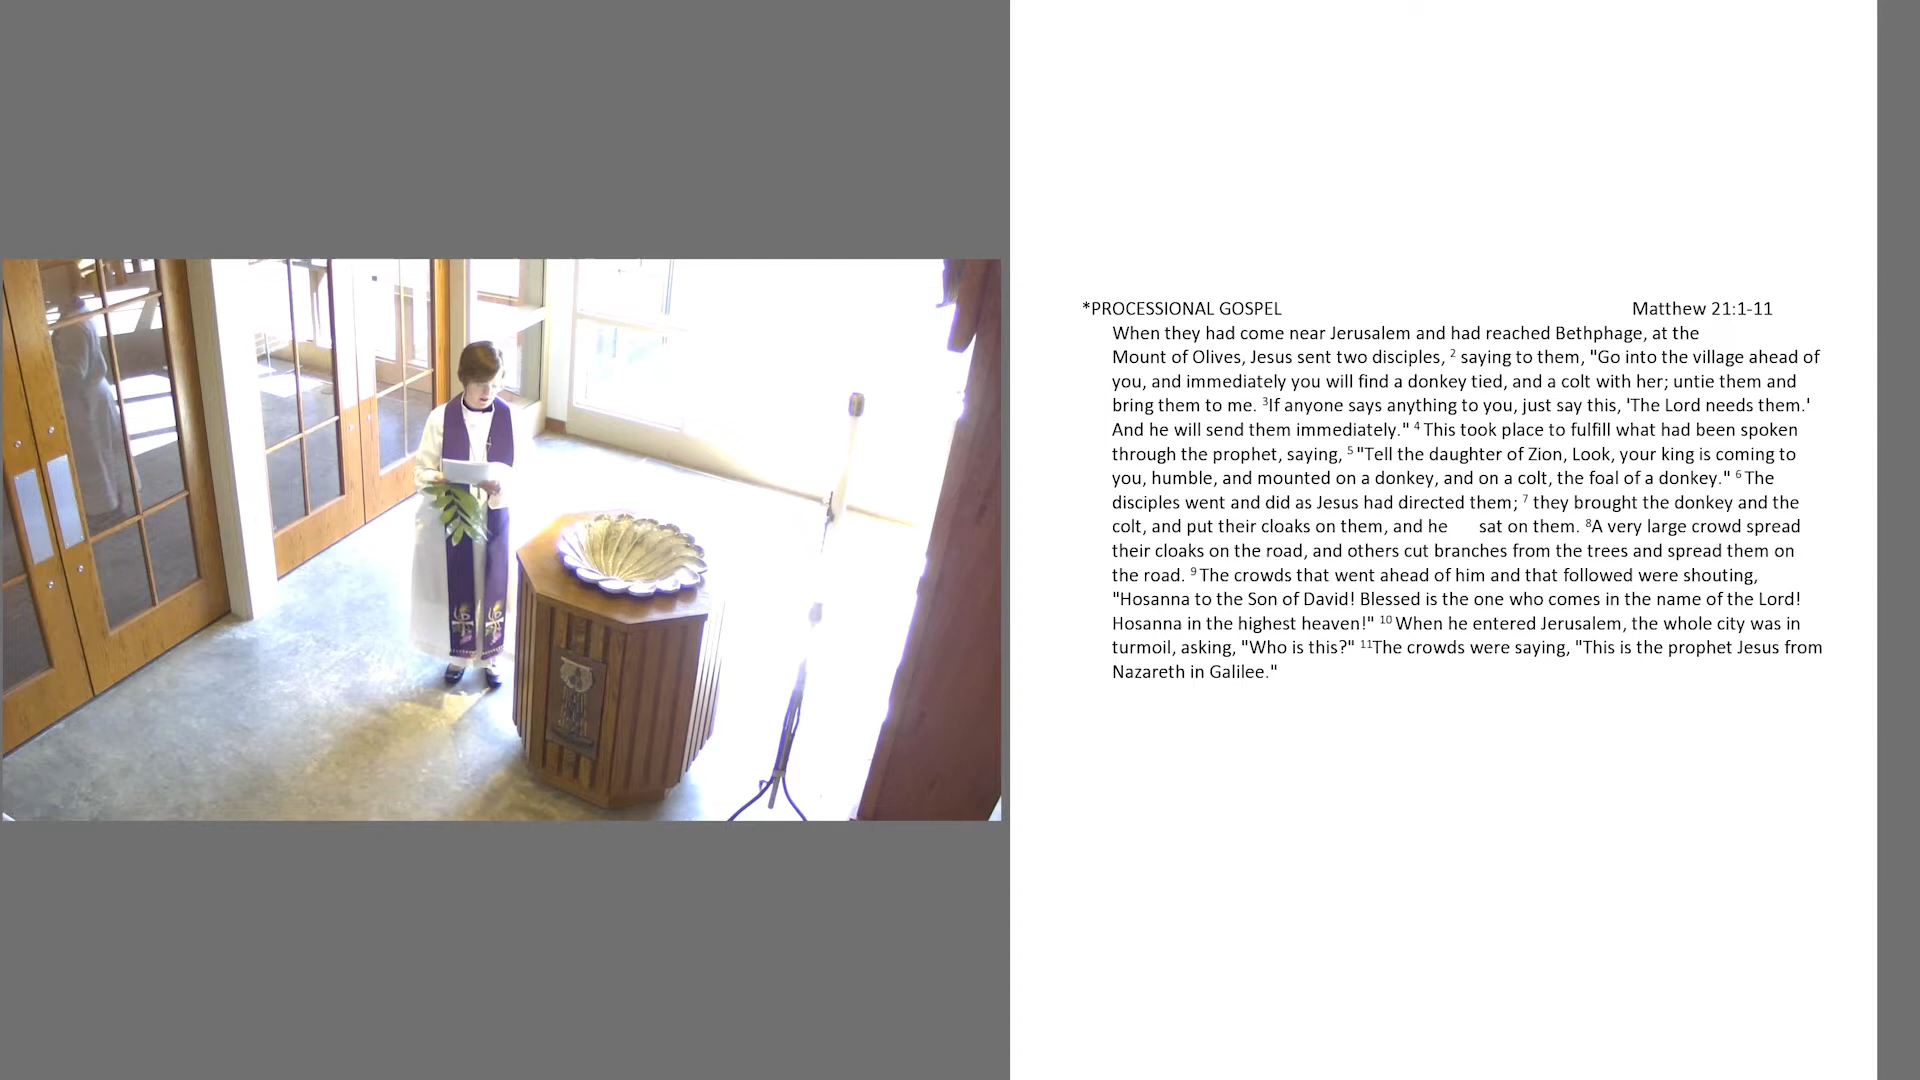 *PROCESSIONAL GOSPEL Matthew 21:1-11
When they had come near Jerusalem and had reached Bethphage, at the
Mount of Olives, Jesus sent two disciples, 2 saying to them, "Go into the village ahead of
you, and immediately you will find a donkey tied, and a colt with her; untie them and
bring them to me. 3If anyone says anything to you, just say this, 'The Lord needs them.'
And he will send them immediately." 4 This took place to fulfill what had been spoken
through the prophet, saying, 5 "Tell the daughter of Zion, Look, your king is coming to
you, humble, and mounted on a donkey, and on a colt, the foal of a donkey." 6 The
disciples went and did as Jesus had directed them; 7 they brought the donkey and the
colt, and put their cloaks on them, and he sat on them. 8A very large crowd spread
their cloaks on the road, and others cut branches from the trees and spread them on
the road. 9 The crowds that went ahead of him and that followed were shouting,
"Hosanna to the Son of David! Blessed is the one who comes in the name of the Lord!
Hosanna in the highest heaven!" 10 When he entered Jerusalem, the whole city was in
turmoil, asking, "Who is this?" 11The crowds were saying, "This is the prophet Jesus from
Nazareth in Galilee."